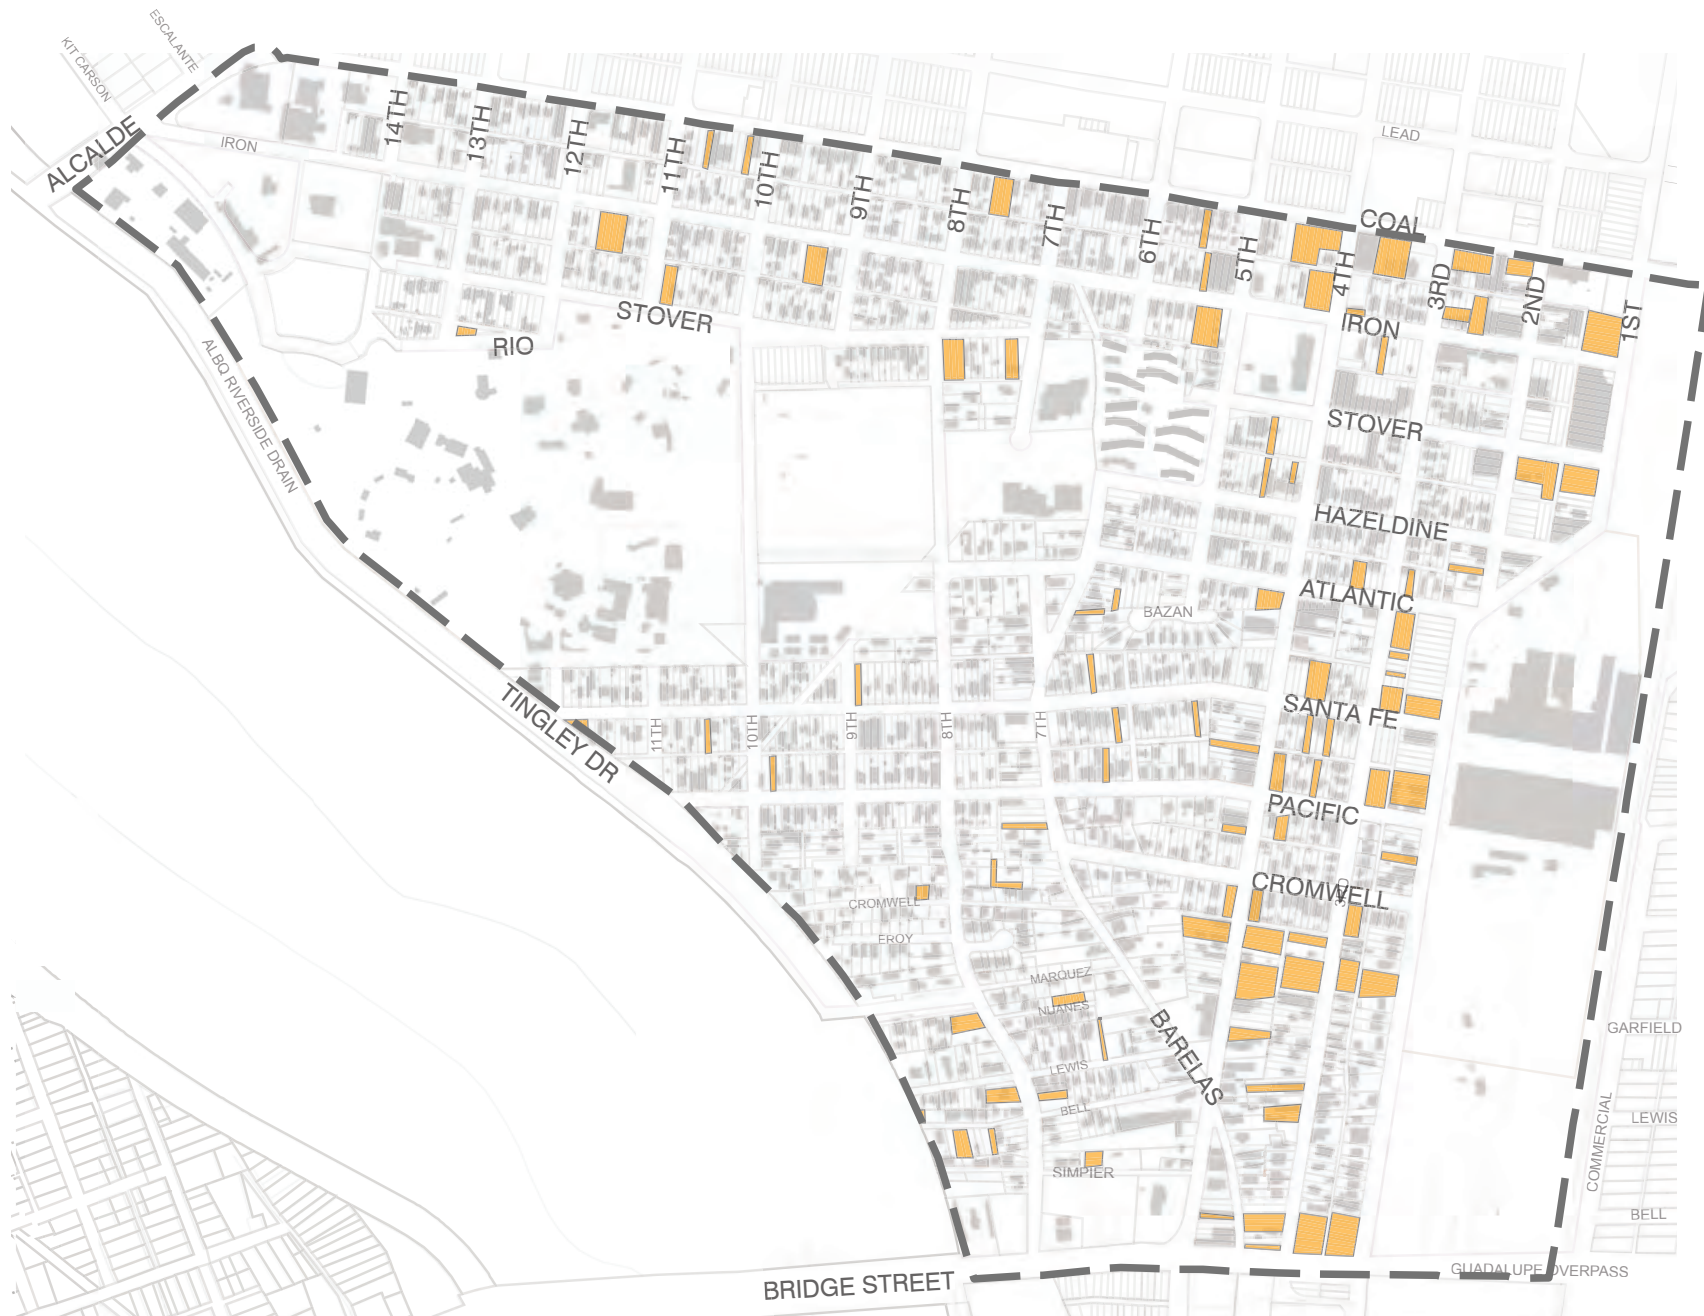 ESCALANTE
KIT CARSON
ALCALDE
IRON
14TH
13TH
12TH
11TH
10TH
9TH
8TH
7TH
6TH
5TH
4TH
3RD
2ND
1ST
LEAD
COAL
IRON
STOVER
RIO
STOVER
ALBQ RIVERSIDE DRAIN
HAZELDINE
ATLANTIC
BAZAN
SANTA FE
TINGLEY DR
11TH
10TH
9TH
8TH
7TH
PACIFIC
CROMWELL
3RD
CROMWELL
EROY
MARQUEZ
NUANES
BARELAS
LEWIS
BELL
SIMPIER
GARFIELD
COMMERCIAL
LEWIS
BELL
GUADALUPE OVERPASS
BRIDGE STREET